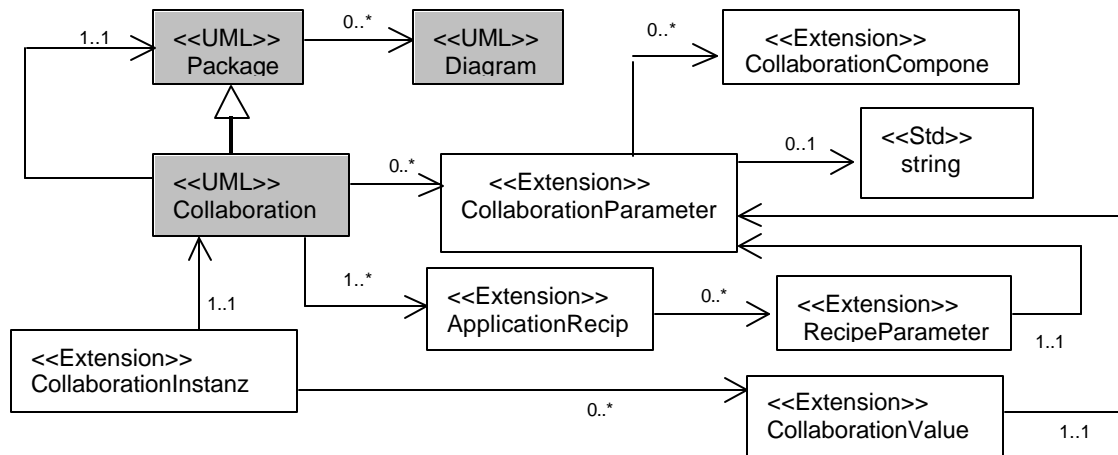 1..1
<<UML>>
Package
0..*
<<UML>>
Diagram
0..*
<<Extension>>
CollaborationCompone
<<UML>>
Collaboration
0..*
<<Extension>>
CollaborationParameter
0..1
<<Std>>
string
1..1
1..*
<<Extension>>
ApplicationRecip
0..*
<<Extension>>
RecipeParameter
1..1
<<Extension>>
CollaborationInstanz
0..*
<<Extension>>
CollaborationValue
1..1